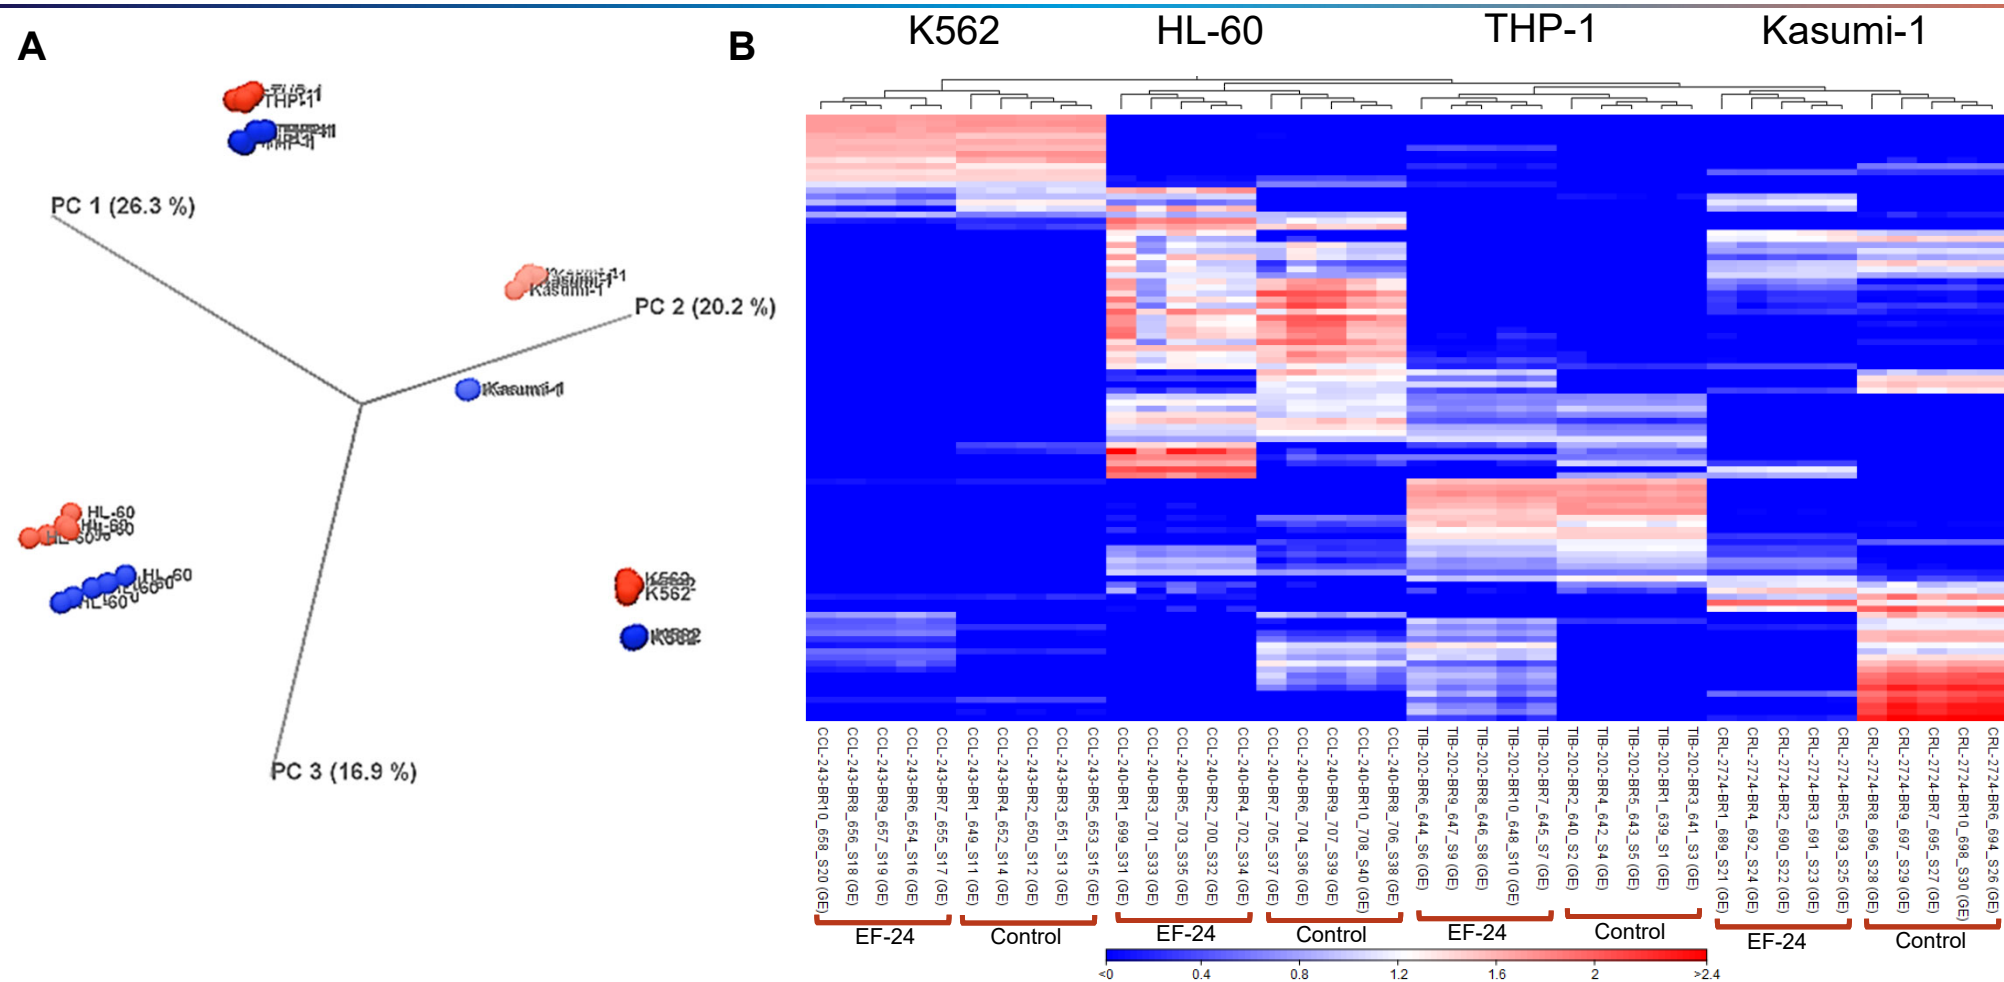 A
B
K562
HL-60
THP-1
Kasumi-1
THP-1
PC 1 (26.3 %)
Kasumi-1
PC 2 (20.2 %)
Kasumi-1
HL-60
HL-60
HL-60
HL-60
K562
K562
K562
PC 3 (16.9 %)
CCL-243-BR10_658_S20 (GE)
CCL-243-BR8_656_S18 (GE)
CCL-243-BR9_657_S19 (GE)
CCL-243-BR6_654_S16 (GE)
CCL-243-BR7_655_S17 (GE)
CCL-243-BR1_649_S11 (GE)
CCL-243-BR4_652_S14 (GE)
CCL-243-BR2_650_S12 (GE)
CCL-243-BR3_651_S13 (GE)
CCL-243-BR5_653_S15 (GE)
CCL-240-BR1_699_S31 (GE)
CCL-240-BR3_701_S33 (GE)
CCL-240-BR5_703_S35 (GE)
CCL-240-BR2_700_S32 (GE)
CCL-240-BR4_702_S34 (GE)
CCL-240-BR7_705_S37 (GE)
CCL-240-BR6_704_S36 (GE)
CCL-240-BR9_707_S39 (GE)
CCL-240-BR10_708_S40 (GE)
CCL-240-BR8_706_S38 (GE)
TIB-202-BR6_644_S6 (GE)
TIB-202-BR9_647_S9 (GE)
TIB-202-BR8_646_S8 (GE)
TIB-202-BR10_648_S10 (GE)
TIB-202-BR7_645_S7 (GE)
TIB-202-BR2_640_S2 (GE)
TIB-202-BR4_642_S4 (GE)
TIB-202-BR5_643_S5 (GE)
TIB-202-BR1_639_S1 (GE)
TIB-202-BR3_641_S3 (GE)
CRL-2724-BR1_689_S21 (GE)
CRL-2724-BR4_692_S24 (GE)
CRL-2724-BR2_690_S22 (GE)
CRL-2724-BR3_691_S23 (GE)
CRL-2724-BR5_693_S25 (GE)
CRL-2724-BR8_696_S28 (GE)
CRL-2724-BR9_697_S29 (GE)
CRL-2724-BR7_695_S27 (GE)
CRL-2724-BR10_698_S30 (GE)
CRL-2724-BR6_694_S26 (GE)
EF-24
Control
EF-24
Control
EF-24
Control
EF-24
Control
<0
0.4
0.8
1.2
1.6
2
>2.4